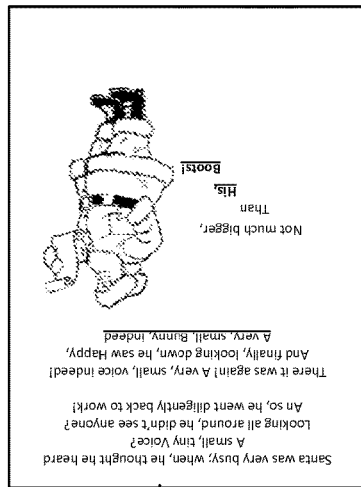 Santa was very busy; when, he thought he heard
A small, tiny Voice?
Looking all around, he didn't see anyone?
An so, he went diligently back to work!
There it was again! A very, small, voice indeed!
And finally, looking down, he saw Happy,
A very, small, Bunny, indeed
Not much bigger,
Than
His,
Boots!